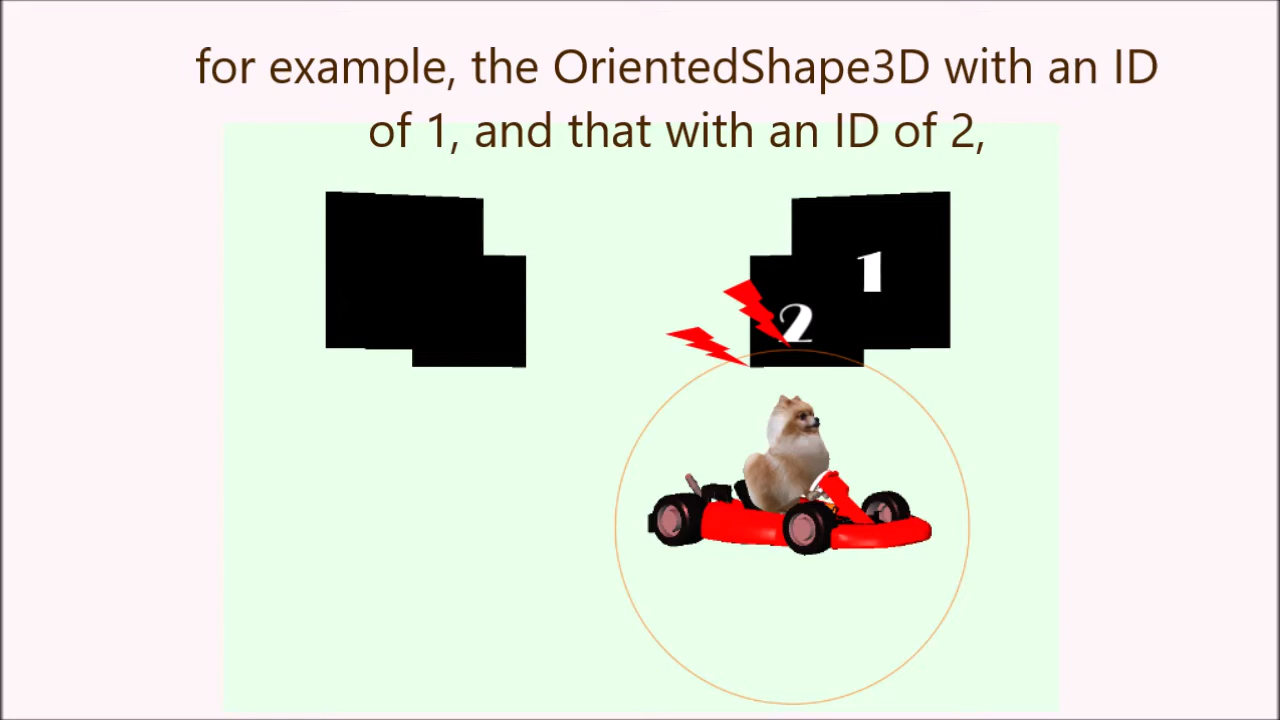 for example, the OrientedShape3D with an ID
of 1, and that with an ID of 2,
1
2